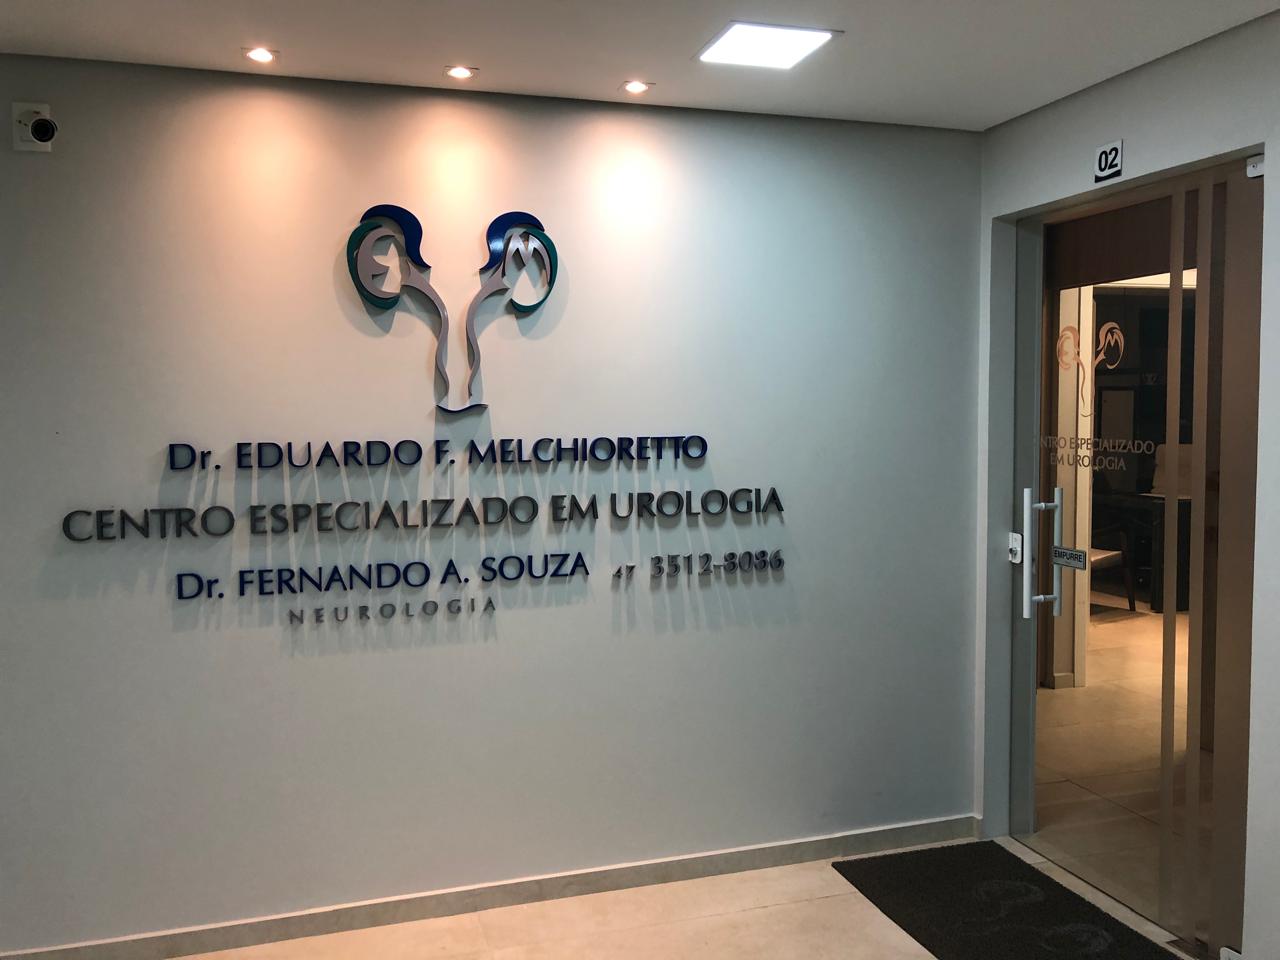 02
E M
Dr. EDUARDO F. MELCHIORETTO
CENTRO ESPECIALIZADO EM UROLOGIA
Dr. FERNANDO A. SOUZA
47 3512-8086
NEUROLOGIA
E M
CENTRO ESPECIALIZADO
EM UROLOGIA
EMPURRE